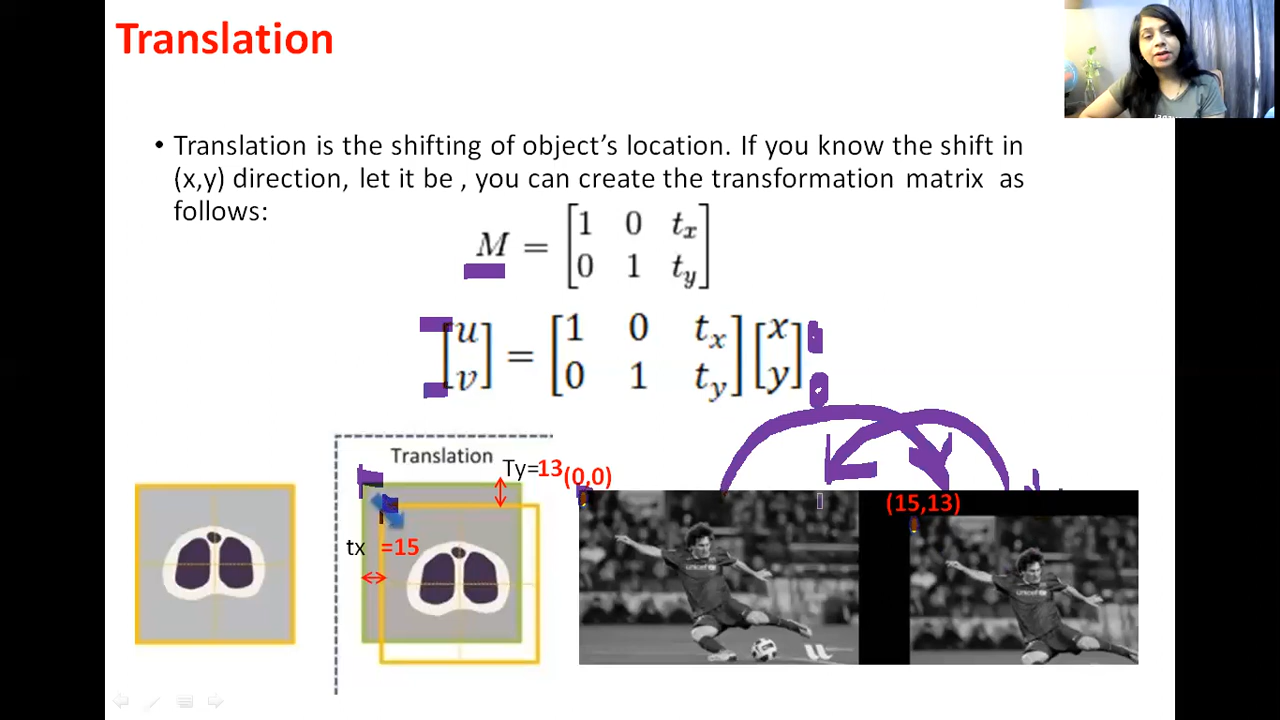 Translation
• Translation is the shifting of object's location. If you know the shift in
(x,y) direction, let it be , you can create the transformation matrix as
follows:
M = [1 0 tx
0 1 ty]
[u
v] = [1 0 tx
0 1 ty] [x
y]
Translation
Ty=13
(0,0)
(15,13)
tx =15
unicef
unicef